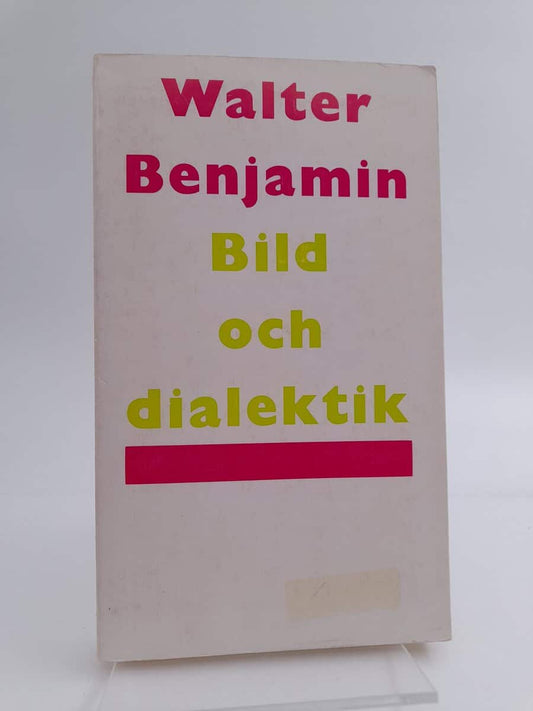 Walter
Benjamin
Bild
och
dialektik